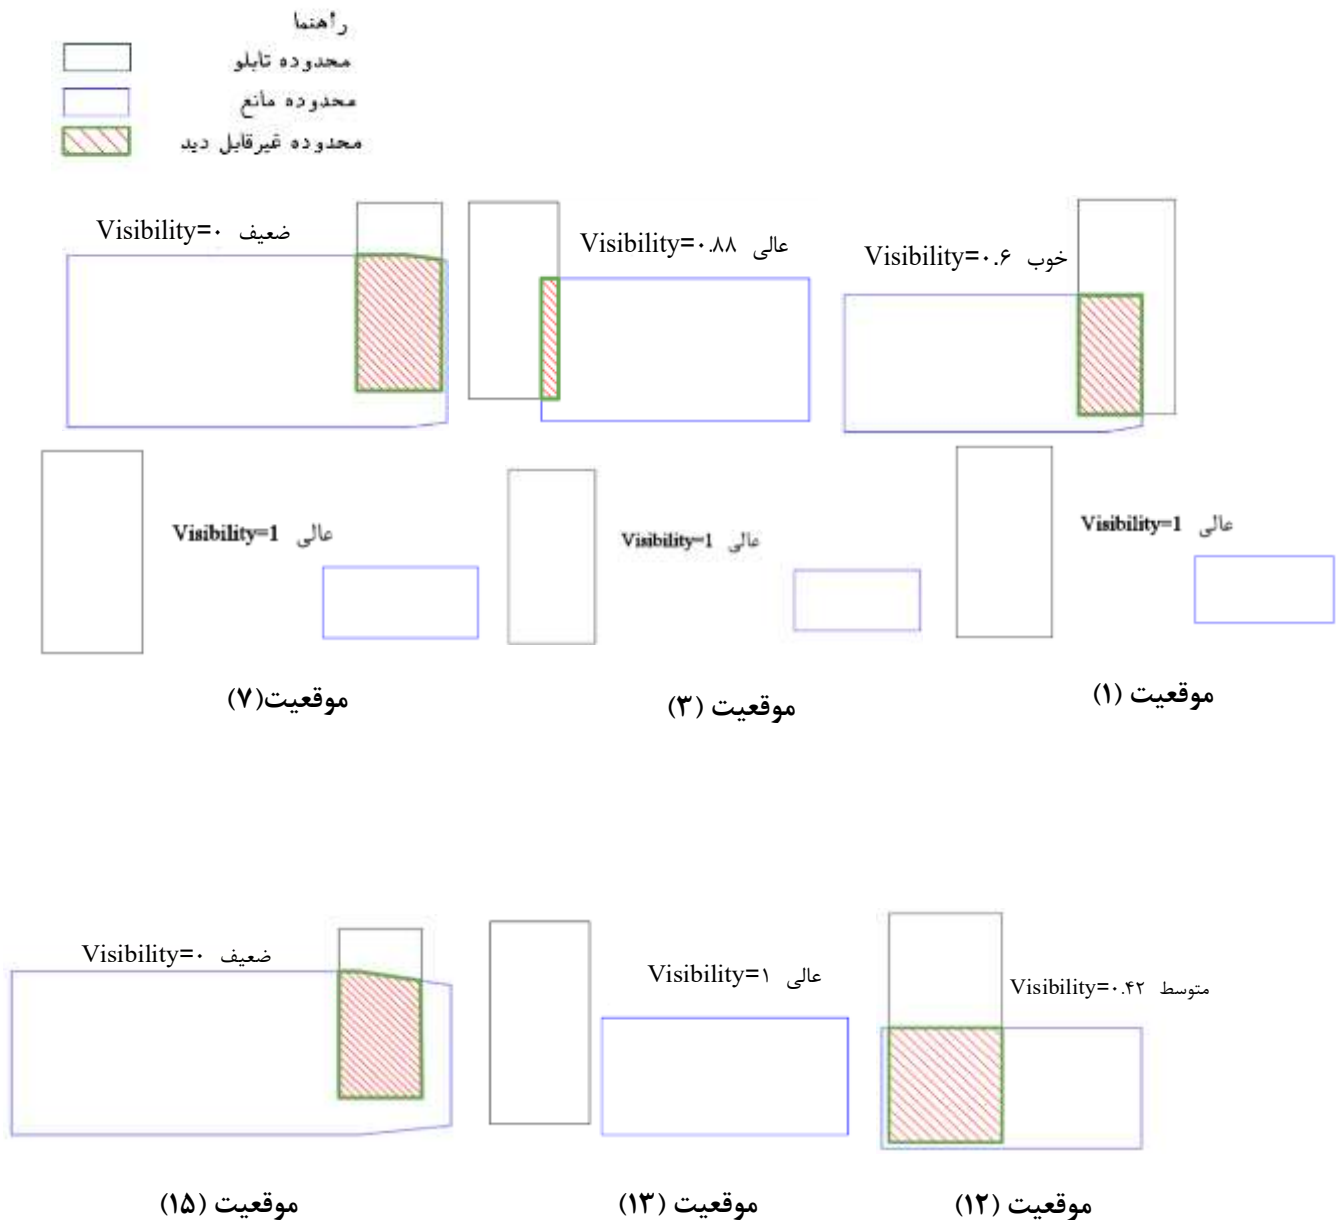 راهنما
محدوده تابلو
محدوده مانع
محدوده غیرقابل دید
خوب Visibility=۰.۶
عالی Visibility=۰.۸۸
ضعیف Visibility=۰
عالی Visibility=1
عالی Visibility=1
عالی Visibility=1
موقعیت (۱)
موقعیت (۳)
موقعیت(۷)
متوسط Visibility=۰.۴۲
عالی Visibility=۱
ضعیف Visibility=۰
موقعیت (۱۲)
موقعیت (۱۳)
موقعیت (۱۵)